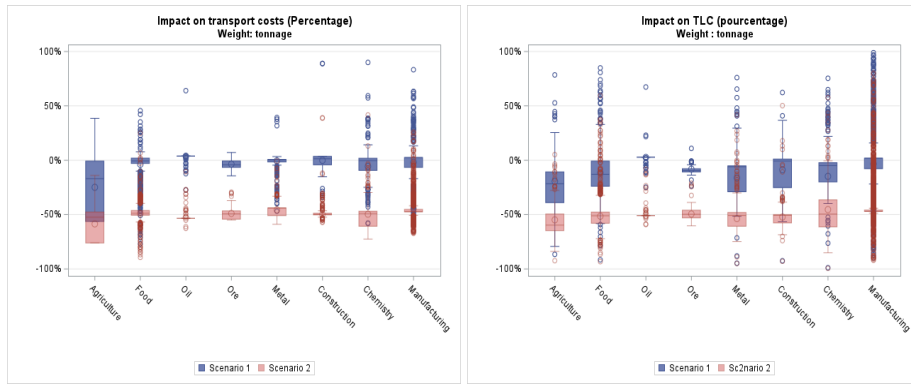 Impact on transport costs (Percentage)
Weight: tonnage
100%
50%
0%
-50%
-100%
Agriculture
Food
Oil
Ore
Metal
Construction
Chemistry
Manufacturing
Scenario 1
Scenario 2
Impact on TLC (pourcentage)
Weight : tonnage
100%
50%
0%
-50%
-100%
Agriculture
Food
Oil
Ore
Metal
Construction
Chemistry
Manufacturing
Scenario 1
Sc2nario 2